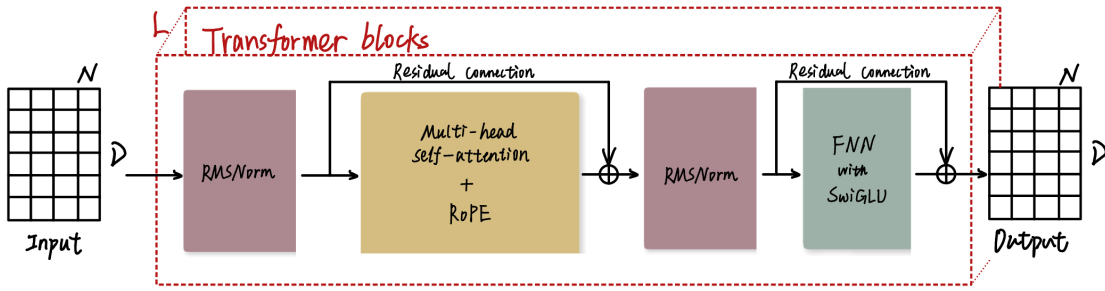 L
Transformer blocks
N
D
Input
RMSNorm
Residual connection
Multi-head
self-attention
+
RoPE
RMSNorm
Residual connection
FNN
with
SwiGLU
N
D
Output